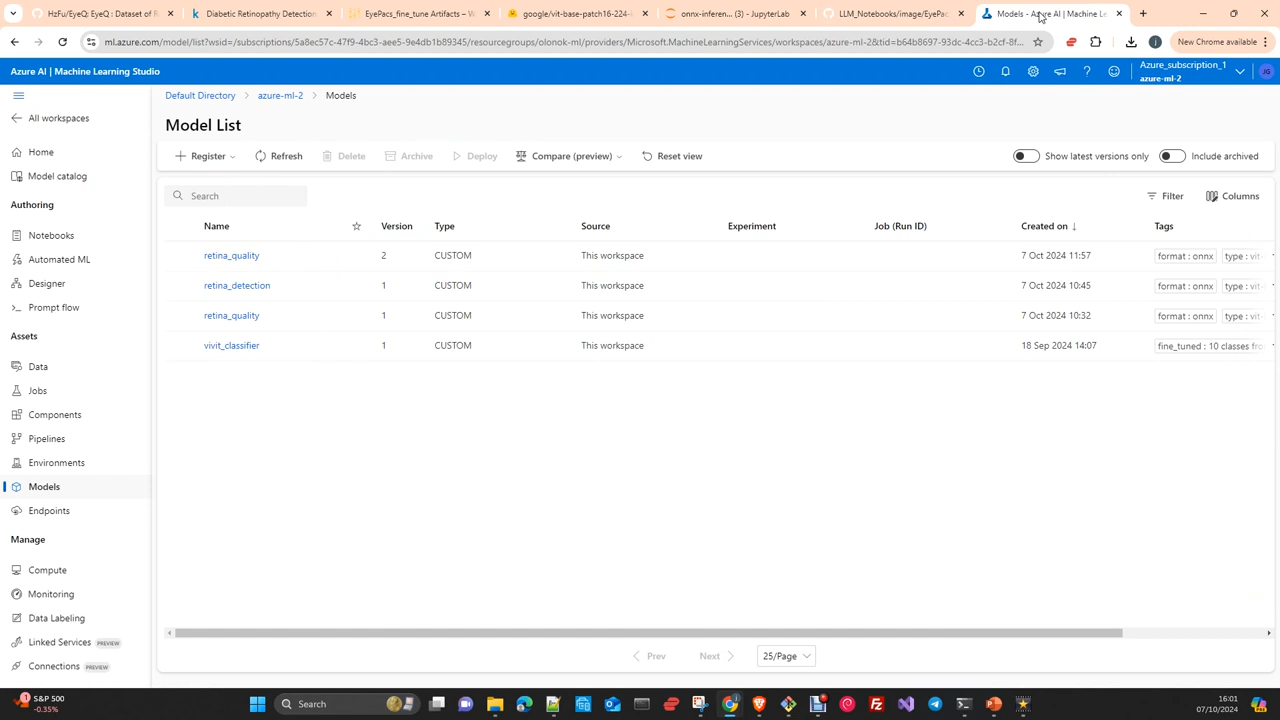 HzFu/EyeQ: EyeQ : Dataset of R
Diabetic Retinopathy Detection
EyePacs_fine_tune Artifacts – W
google/vit-base-patch16-224-i
onnx-inferen... (3) - JupyterLab
LLM_Notebooks/image/EyePac
Models - Azure AI | Machine Le
ml.azure.com/model/list?wsid=/subscriptions/5a8ec57c-47f9-4bc3-aee5-9e4db1b89345/resourcegroups/olonok-ml/providers/Microsoft.MachineLearningServices/workspaces/azure-ml-2&tid=b64b8697-93dc-4cc3-b2cf-8f...
New Chrome available
Azure AI | Machine Learning Studio
Azure_subscription_1
azure-ml-2
JG
All workspaces
Home
Model catalog
Authoring
Notebooks
Automated ML
Designer
Prompt flow
Assets
Data
Jobs
Components
Pipelines
Environments
Models
Endpoints
Manage
Compute
Monitoring
Data Labeling
Linked Services PREVIEW
Connections PREVIEW
Default Directory > azure-ml-2 > Models
Model List
Register Refresh Delete Archive Deploy Compare (preview) Reset view Show latest versions only Include archived
Search Filter Columns
Name Version Type Source Experiment Job (Run ID) Created on ↓ Tags
retina_quality 2 CUSTOM This workspace 7 Oct 2024 11:57 format : onnx type : vit-
retina_detection 1 CUSTOM This workspace 7 Oct 2024 10:45 format : onnx type : vit-
retina_quality 1 CUSTOM This workspace 7 Oct 2024 10:32 format : onnx type : vit-
vivit_classifier 1 CUSTOM This workspace 18 Sep 2024 14:07 fine_tuned : 10 classes fro
Prev Next 25/Page
S&P 500
-0.35%
Search
16:01
07/10/2024